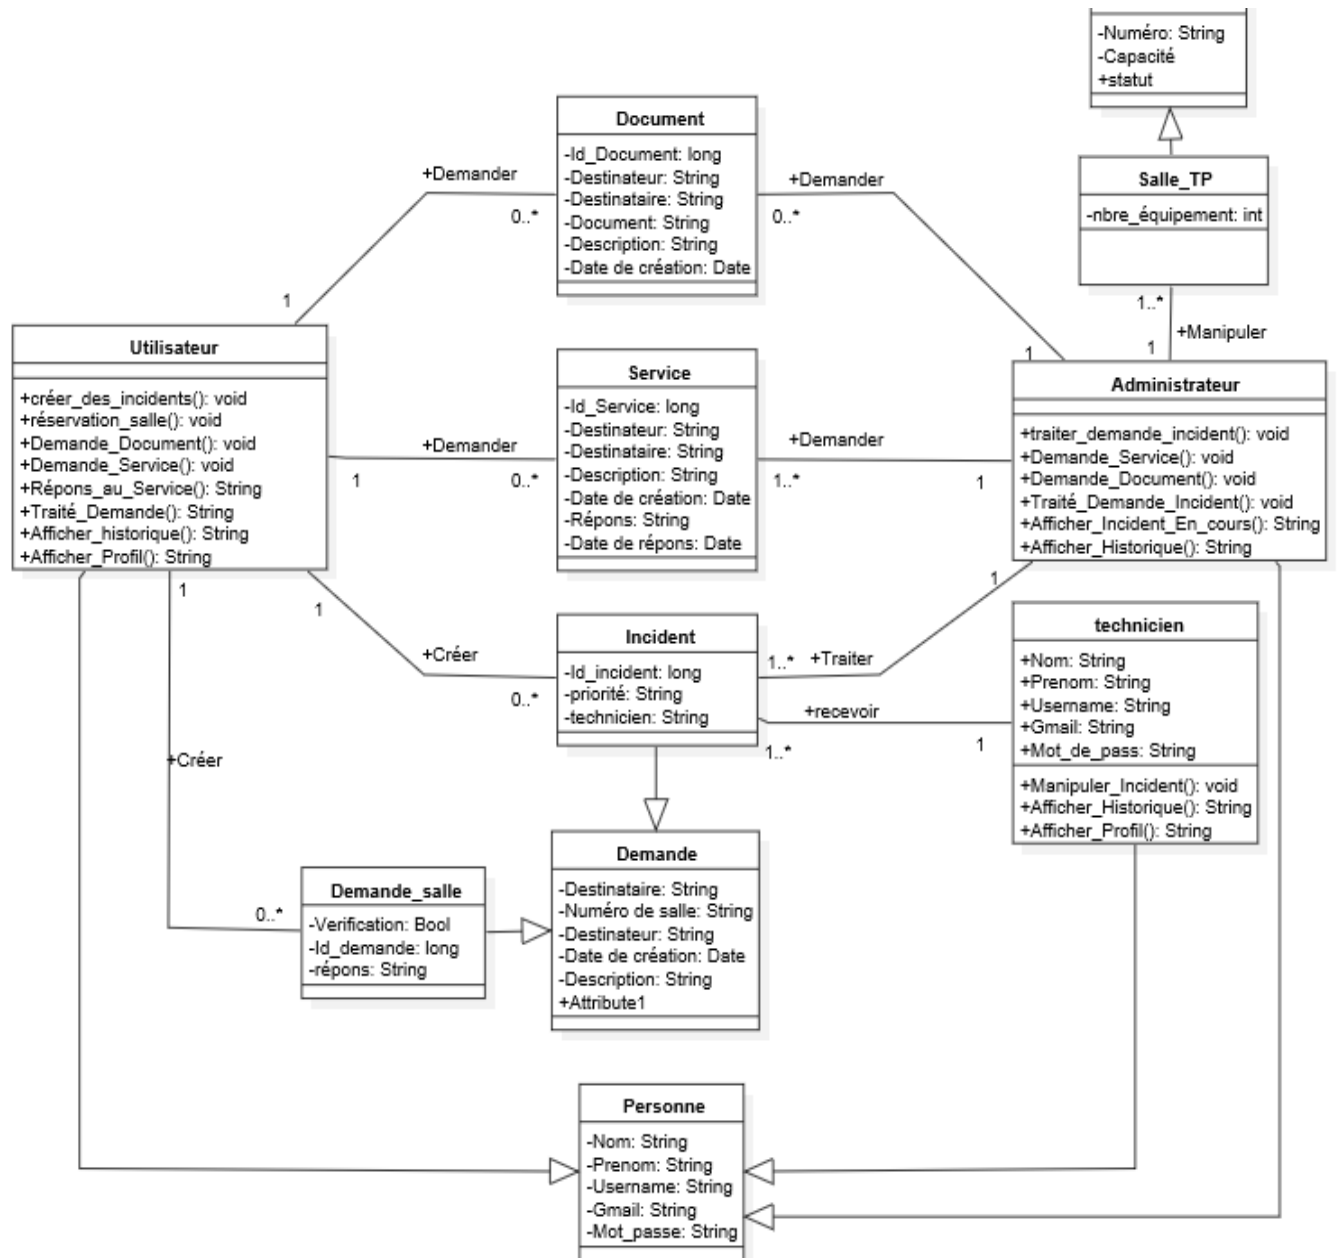 -Numéro: String
-Capacité
+statut
Salle_TP
-nbre_équipement: int
1..*
+Manipuler
1
Document
-Id_Document: long
-Destinateur: String
-Destinataire: String
-Document: String
-Description: String
-Date de création: Date
+Demander
0..*
1
+Demander
0..*
1
Utilisateur
+créer_des_incidents(): void
+réservation_salle(): void
+Demande_Document(): void
+Demande_Service(): void
+Répons_au_Service(): String
+Traité_Demande(): String
+Afficher_historique(): String
+Afficher_Profil(): String
+Demander
1
0..*
Service
-Id_Service: long
-Destinateur: String
-Destinataire: String
-Description: String
-Date de création: Date
-Répons: String
-Date de répons: Date
+Demander
1..*
1
Administrateur
+traiter_demande_incident(): void
+Demande_Service(): void
+Demande_Document(): void
+Traité_Demande_Incident(): void
+Afficher_Incident_En_cours(): String
+Afficher_Historique(): String
1
1
+Créer
0..*
Incident
-Id_incident: long
-priorité: String
-technicien: String
1..*
+Traiter
1
+recevoir
1..*
1
technicien
+Nom: String
+Prenom: String
+Username: String
+Gmail: String
+Mot_de_pass: String
+Manipuler_Incident(): void
+Afficher_Historique(): String
+Afficher_Profil(): String
+Créer
0..*
Demande_salle
-Verification: Bool
-Id_demande: long
-répons: String
Demande
-Destinataire: String
-Numéro de salle: String
-Destinateur: String
-Date de création: Date
-Description: String
+Attribute1
Personne
-Nom: String
-Prenom: String
-Username: String
-Gmail: String
-Mot_passe: String